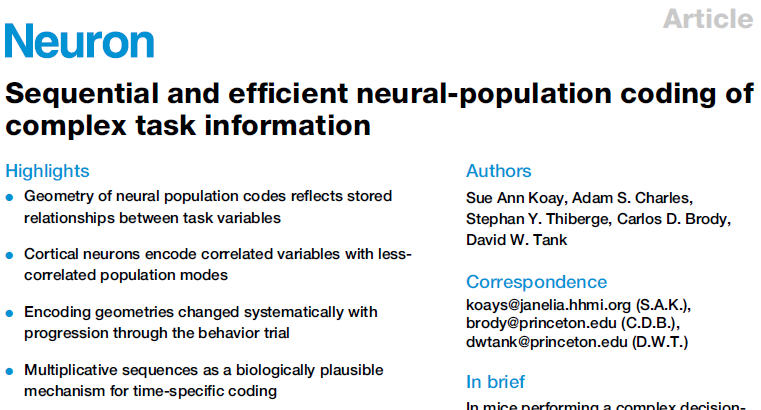 Article
Neuron
Sequential and efficient neural-population coding of
complex task information
Highlights
• Geometry of neural population codes reflects stored
relationships between task variables
• Cortical neurons encode correlated variables with less-
correlated population modes
• Encoding geometries changed systematically with
progression through the behavior trial
• Multiplicative sequences as a biologically plausible
mechanism for time-specific coding
Authors
Sue Ann Koay, Adam S. Charles,
Stephan Y. Thiberge, Carlos D. Brody,
David W. Tank
Correspondence
koays@janelia.hhmi.org (S.A.K.),
brody@princeton.edu (C.D.B.),
dwtank@princeton.edu (D.W.T.)
In brief
In mice performing a complex decision-